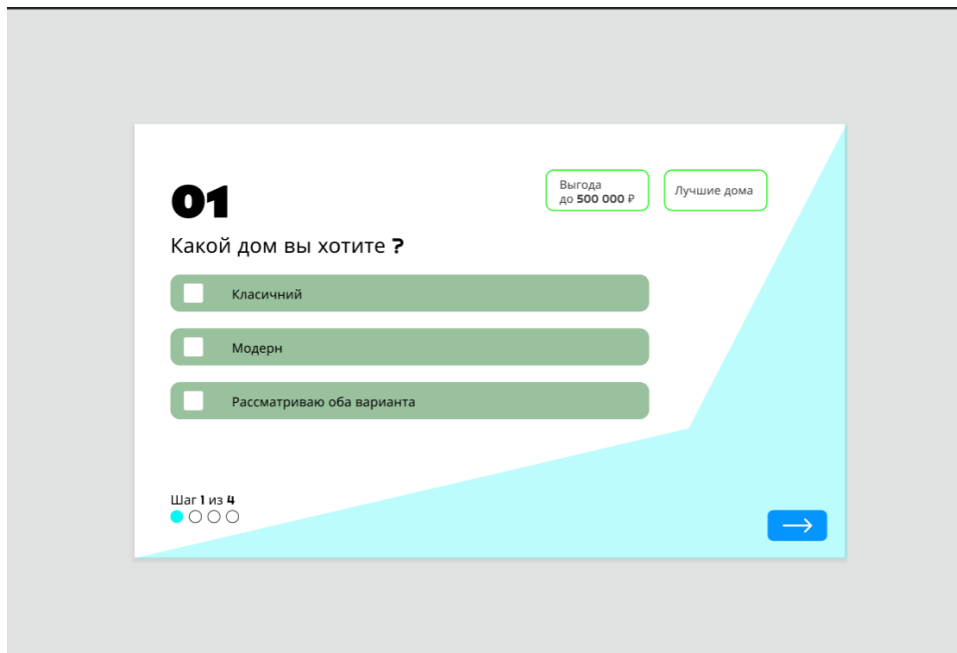 01
Выгода
до 500 000 ₽
Лучшие дома
Какой дом вы хотите ?
Класичний
Модерн
Рассматриваю оба варианта
Шаг 1 из 4